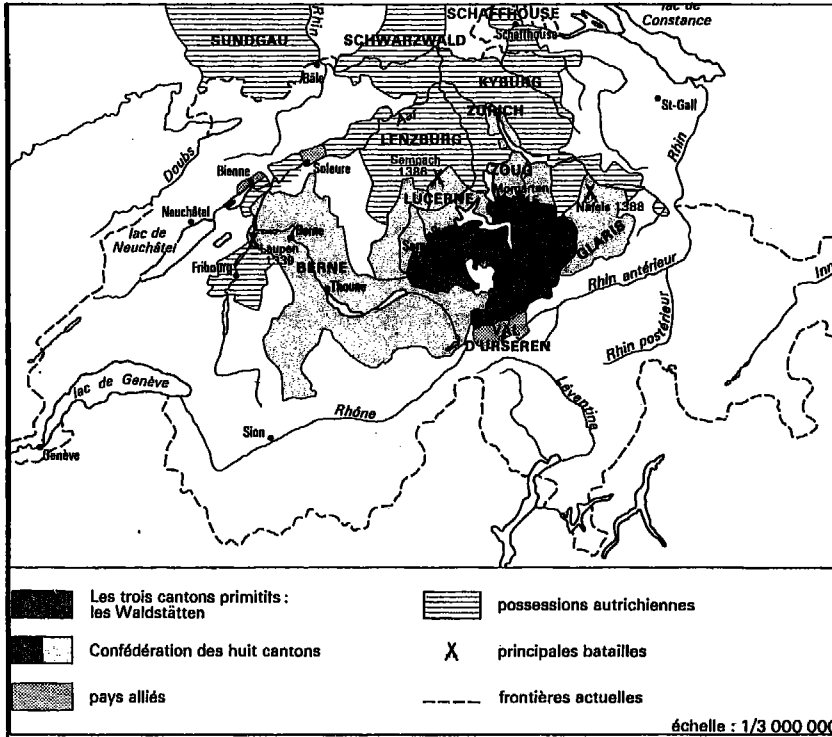 SCHAFFHOUSE
lac de
Constance
Rhin
SUNDGAU
SCHWARZWALD
Schaffhouse
Bâle
KYBURG
St-Gall
Aar
ZÜRICH
LENZBURG
Rhin
Doubs
Sempach
1386
ZOUG
Bienne
Soleure
Morgarten
LUCERNE
Näfels 1388
Neuchâtel
lac de
Neuchâtel
Berne
GLARIS
Laupen
1339
BERNE
Fribourg
Thoune
Rhin antérieur
Inn
VAL
D'URSEREN
Rhin postérieur
lac de Genève
Rhône
Léventine
Sion
Genève
Les trois cantons primitifs :
les Waldstätten
possessions autrichiennes
Confédération des huit cantons
principales batailles
pays alliés
frontières actuelles
échelle : 1/3 000 000